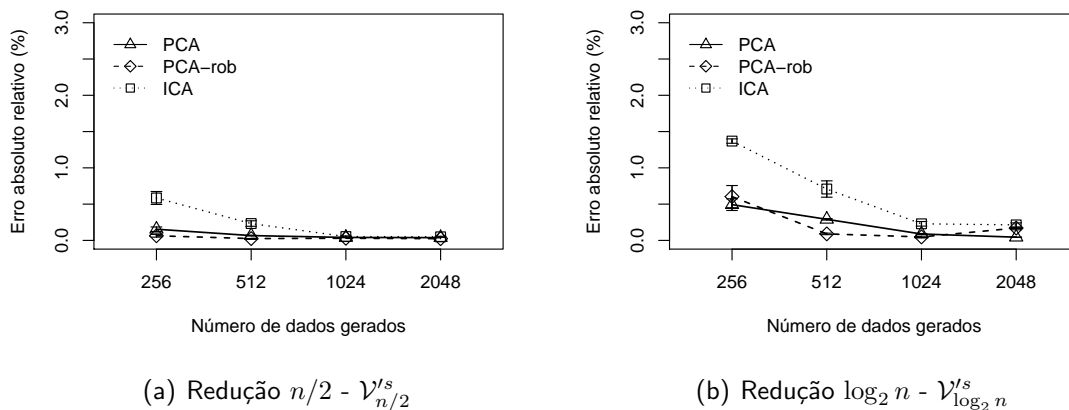 Erro absoluto relativo (%)
3.0
2.0
1.0
0.0
PCA
PCA−rob
ICA
256 512 1024 2048
Número de dados gerados
(a) Redução n/2 - 𝒱′ˢ_{n/2}
Erro absoluto relativo (%)
3.0
2.0
1.0
0.0
PCA
PCA−rob
ICA
256 512 1024 2048
Número de dados gerados
(b) Redução log₂ n - 𝒱′ˢ_{log₂ n}